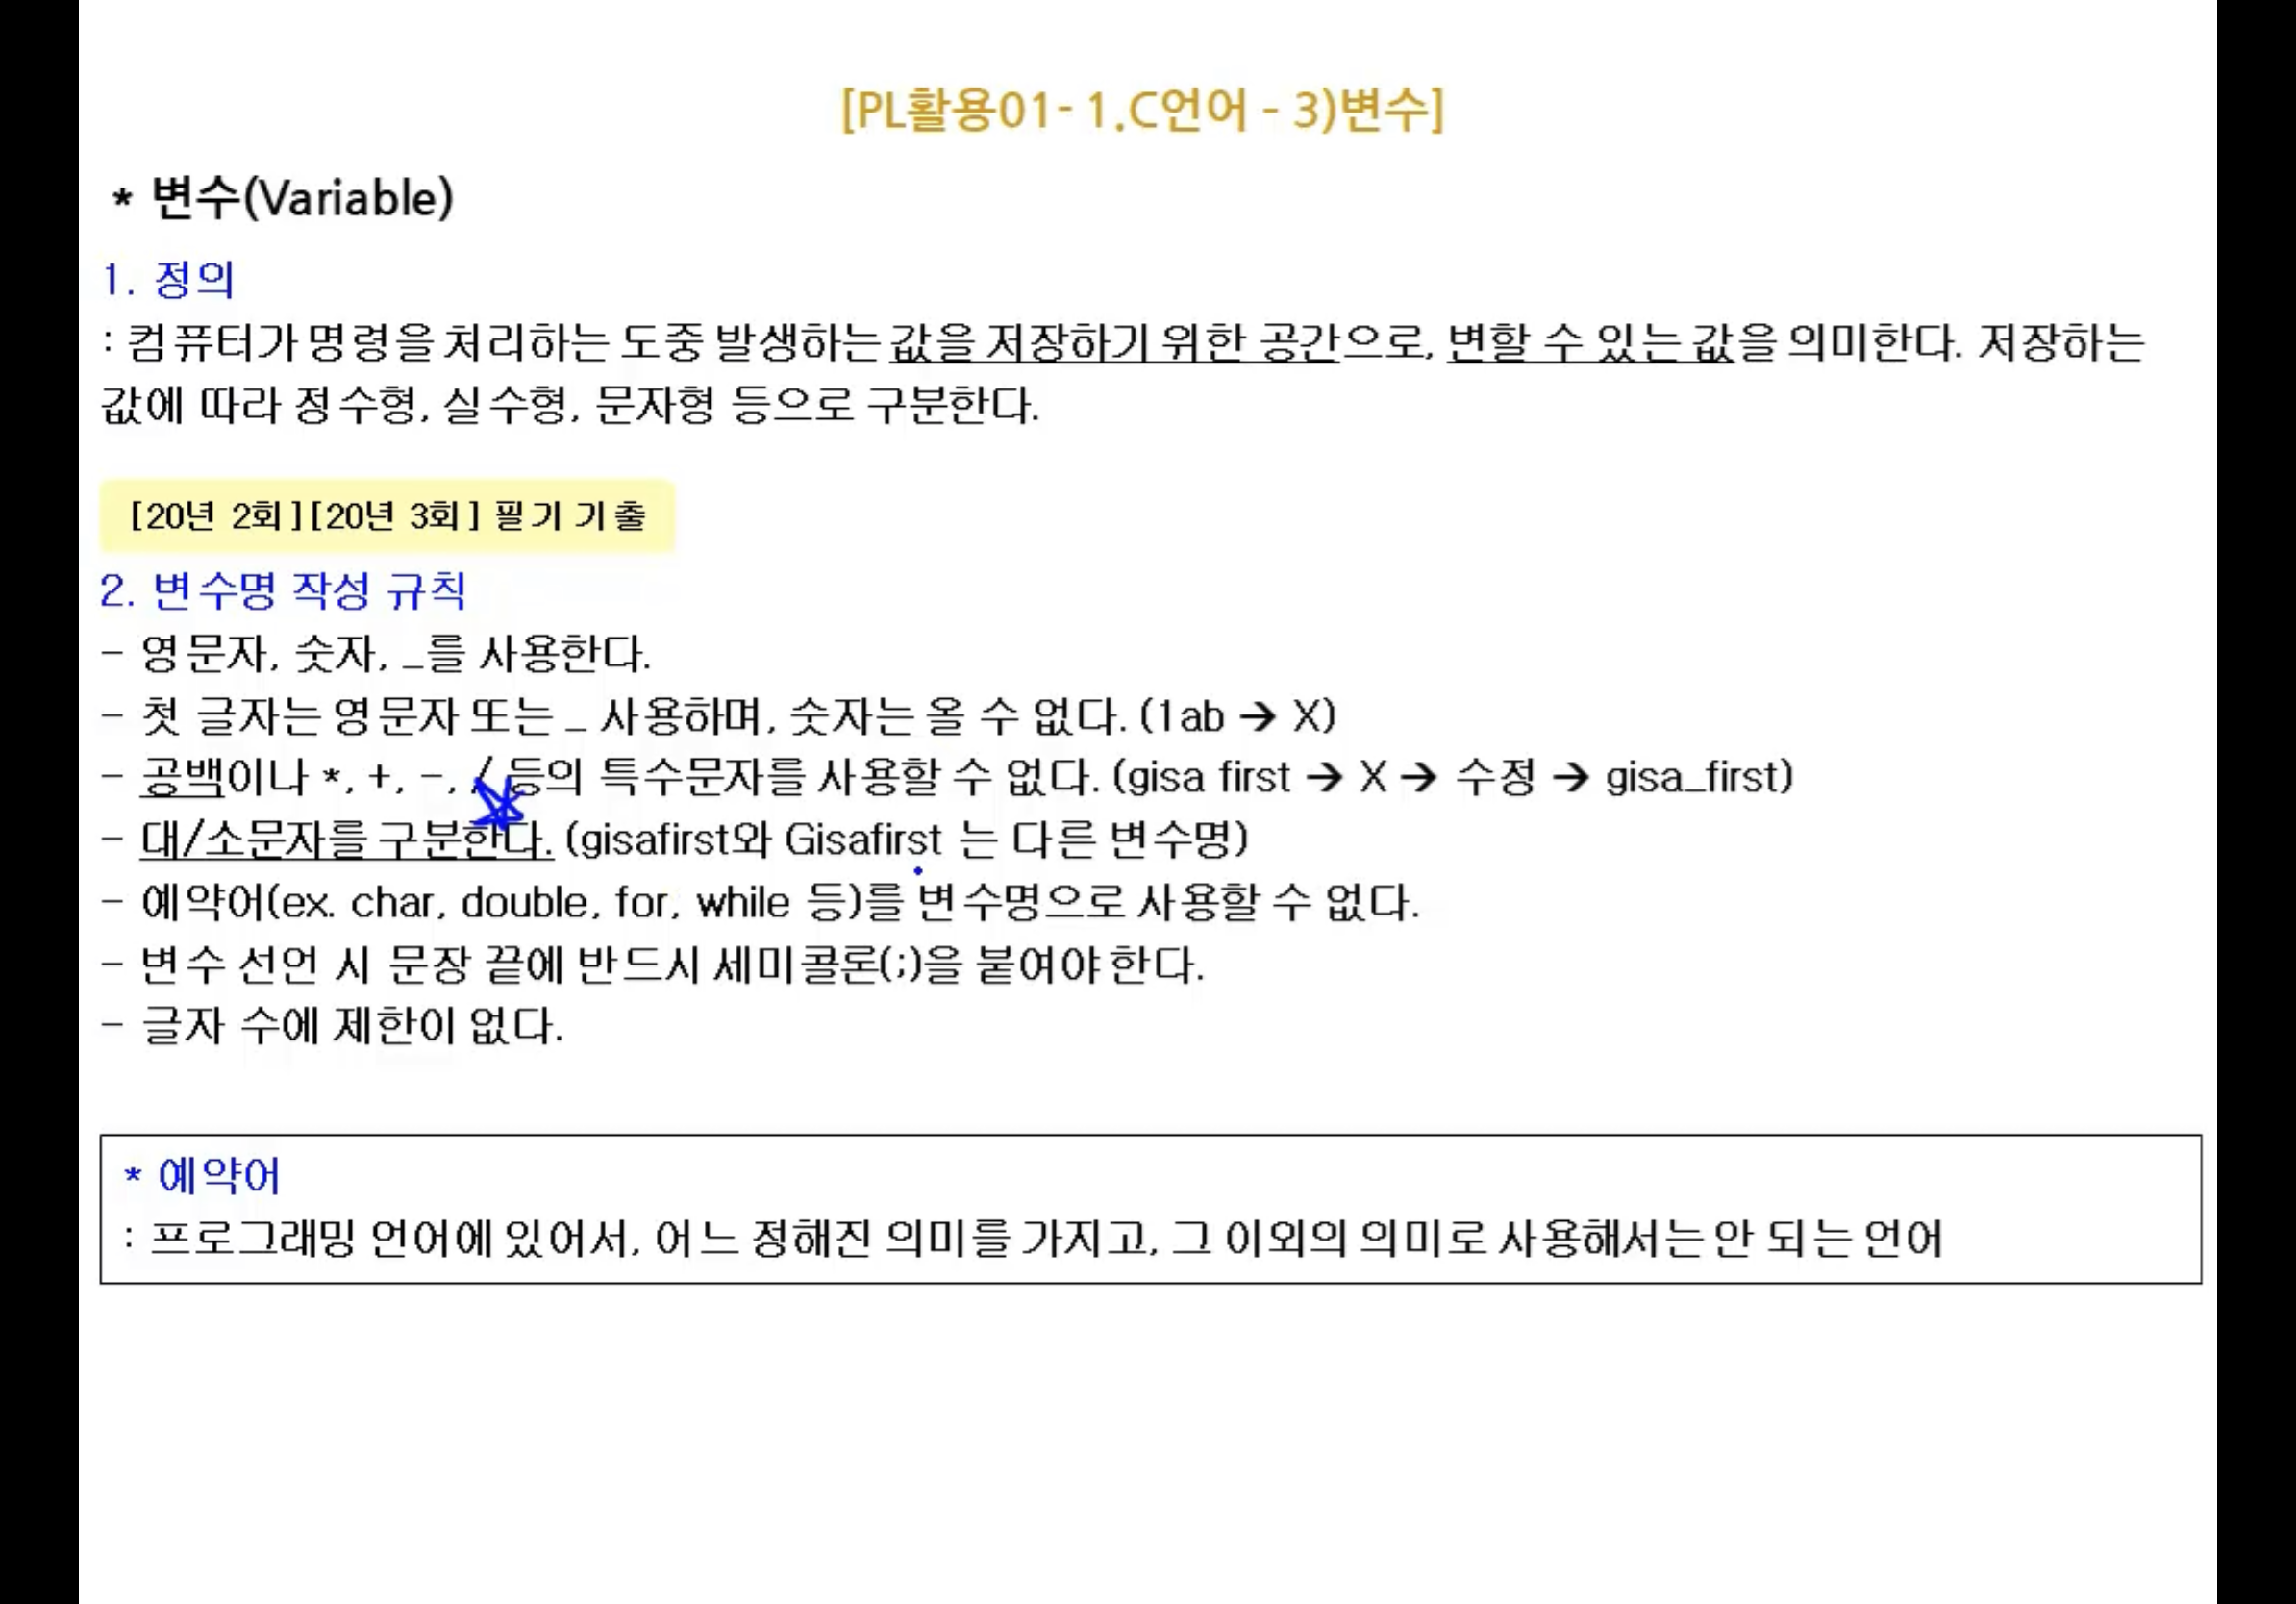 [PL활용01- 1.C언어 - 3)변수]
* 변수(Variable)
1. 정의
: 컴퓨터가 명령을 처리하는 도중 발생하는 값을 저장하기 위한 공간으로, 변할 수 있는 값을 의미한다. 저장하는
값에 따라 정수형, 실수형, 문자형 등으로 구분한다.
[20년 2회][20년 3회] 필기 기출
2. 변수명 작성 규칙
- 영문자, 숫자, _를 사용한다.
- 첫 글자는 영문자 또는 _ 사용하며, 숫자는 올 수 없다. (1ab → X)
- 공백이나 *, +, -, / 등의 특수문자를 사용할 수 없다. (gisa first → X → 수정 → gisa_first)
- 대/소문자를 구분한다. (gisafirst와 Gisafirst 는 다른 변수명)
- 예약어(ex. char, double, for, while 등)를 변수명으로 사용할 수 없다.
- 변수 선언 시 문장 끝에 반드시 세미콜론(;)을 붙여야 한다.
- 글자 수에 제한이 없다.
* 예약어
: 프로그래밍 언어에 있어서, 어느 정해진 의미를 가지고, 그 이외의 의미로 사용해서는 안 되는 언어